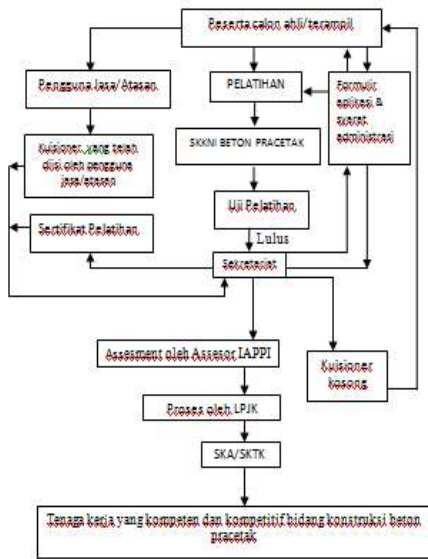 Peserta calon ahli/terampil
Pengguna Jasa/Atasan
PELATIHAN
Formulir
aplikasi &
syarat
administrasi
Kuisioner yang telah
diisi oleh pengguna
jasa/atasan
SKKNI BETON PRACETAK
Uji Pelatihan
Sertifikat Pelatihan
Lulus
Sekretariat
Assesment oleh Assesor IAPPI
Kuisioner
kosong
Proses oleh LPJK
SKA/SKTK
Tenaga kerja yang kompeten dan kompetitif bidang konstruksi beton
pracetak